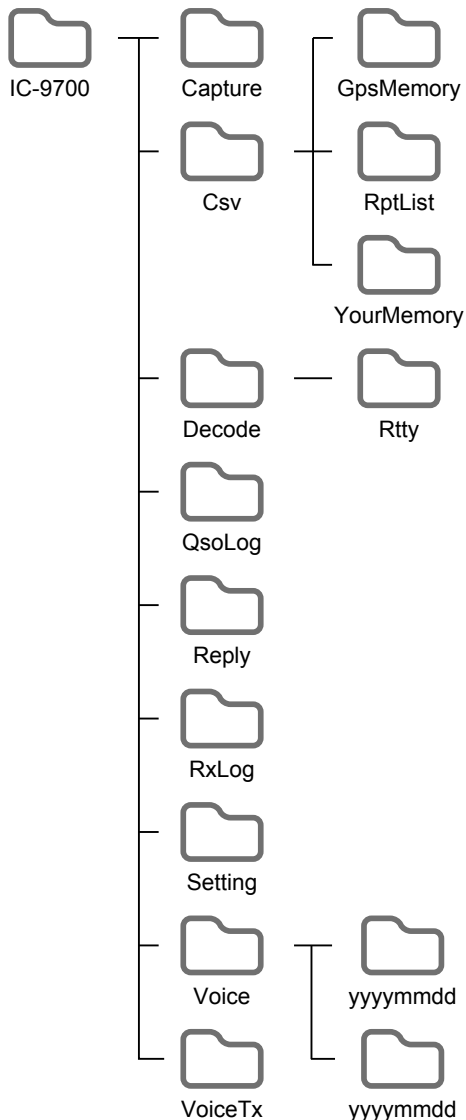 IC-9700
Capture
GpsMemory
Csv
RptList
YourMemory
Decode
Rtty
QsoLog
Reply
RxLog
Setting
Voice
yyyymmdd
VoiceTx
yyyymmdd